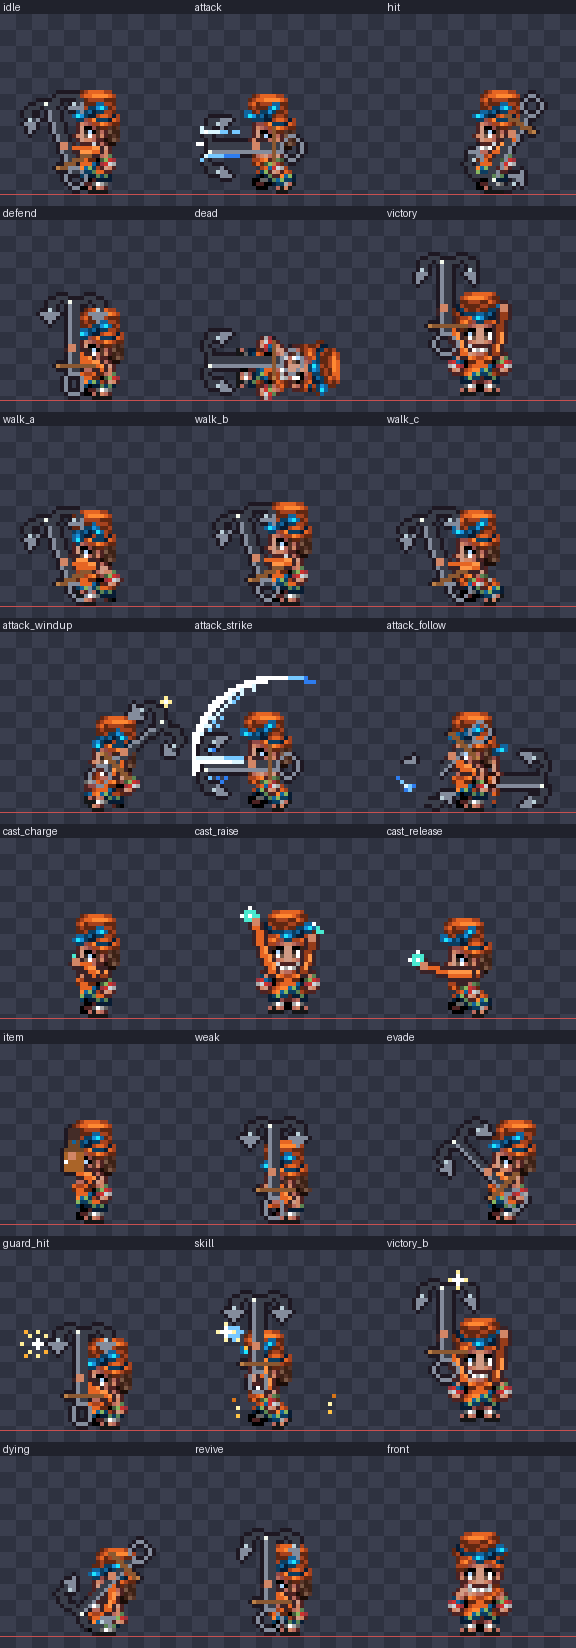 idle attack hit
defend dead victory
walk_a walk_b walk_c
attack_windup attack_strike attack_follow
cast_charge cast_raise cast_release
item weak evade
guard_hit skill victory_b
dying revive front